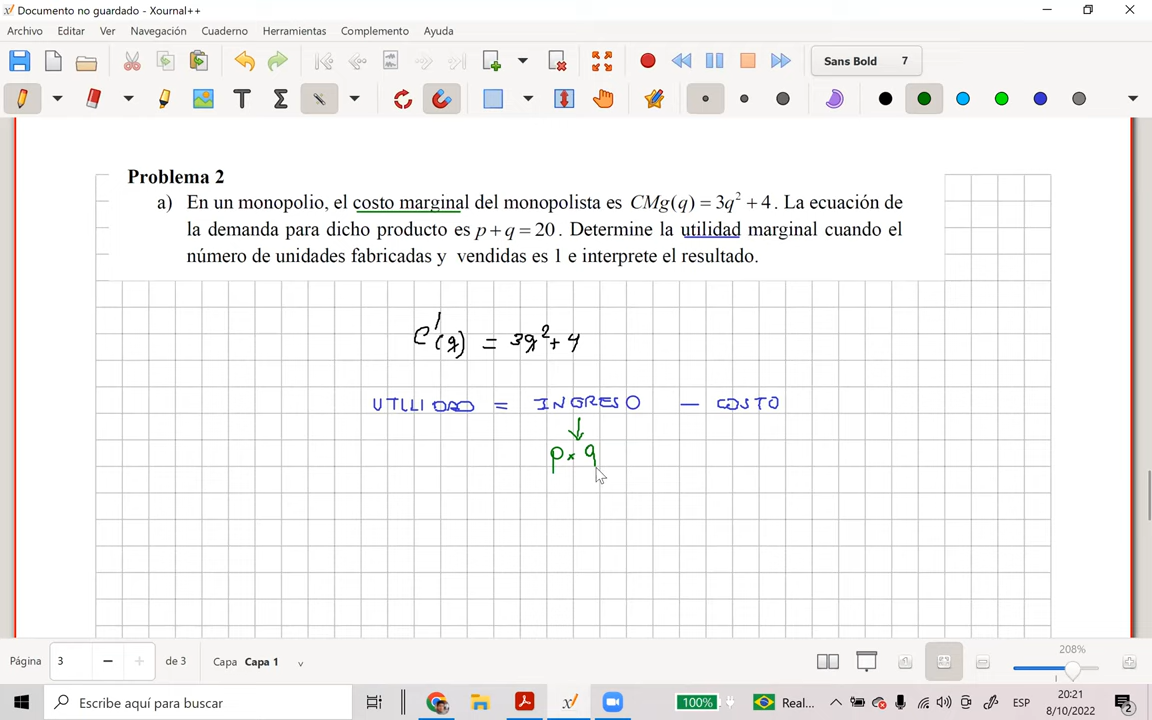 Documento no guardado - Xournal++
Archivo Editar Ver Navegación Cuaderno Herramientas Complemento Ayuda
Sans Bold 7
Problema 2
a) En un monopolio, el costo marginal del monopolista es CMg(q) = 3q² + 4. La ecuación de
la demanda para dicho producto es p + q = 20. Determine la utilidad marginal cuando el
número de unidades fabricadas y vendidas es 1 e interprete el resultado.
C'(q) = 3q² + 4
UTILIDAD = INGRESO - COSTO
p × q
Página 3 de 3 Capa Capa 1
208%
Escribe aquí para buscar
100%
Real...
ESP
20:21
8/10/2022
2